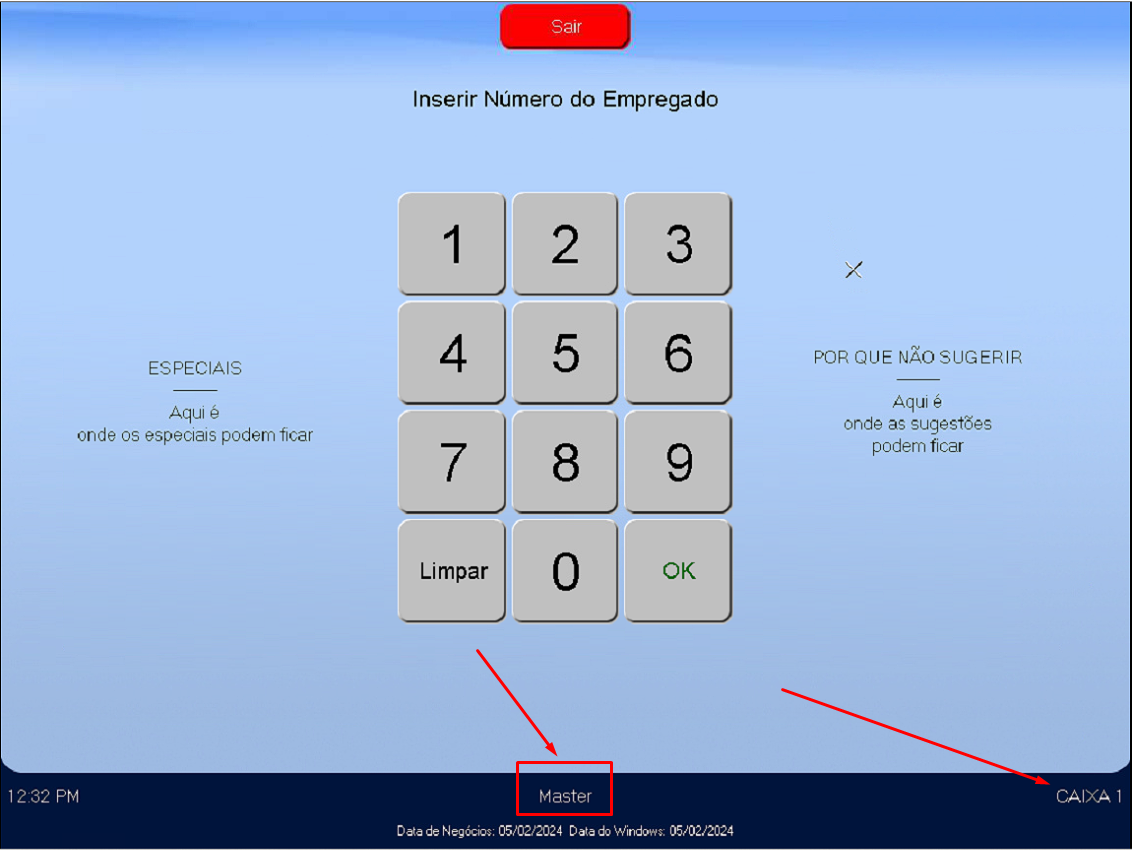 Sair
Inserir Número do Empregado
1 2 3
4 5 6
7 8 9
Limpar 0 OK
ESPECIAIS
Aqui é
onde os especiais podem ficar
POR QUE NÃO SUGERIR
Aqui é
onde as sugestões
podem ficar
12:32 PM
Master
CAIXA 1
Data de Negócios: 05/02/2024 Data do Windows: 05/02/2024